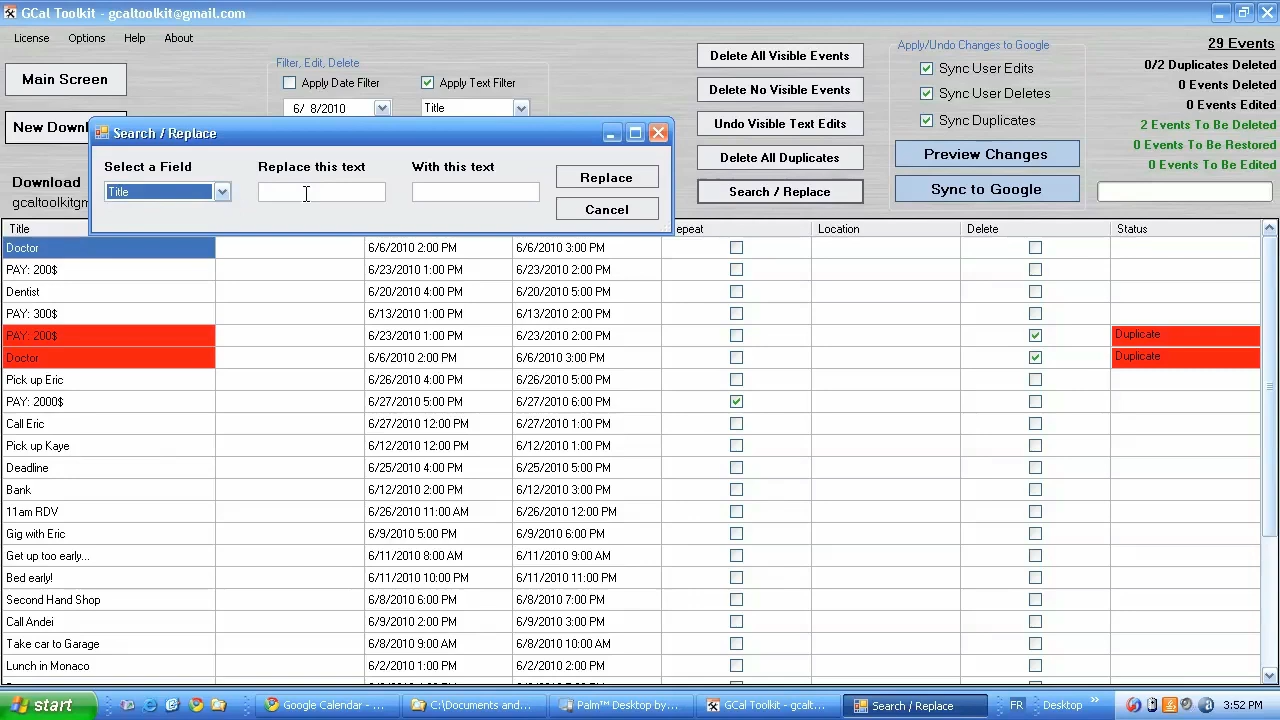 GCal Toolkit - gcaltoolkit@gmail.com
License Options Help About
Main Screen
New Down
Download
gcaltoolkitgm
Filter, Edit, Delete
Apply Date Filter Apply Text Filter
6/ 8/2010 Title
Delete All Visible Events
Delete No Visible Events
Undo Visible Text Edits
Delete All Duplicates
Search / Replace
Apply/Undo Changes to Google
Sync User Edits
Sync User Deletes
Sync Duplicates
Preview Changes
Sync to Google
29 Events
0/2 Duplicates Deleted
0 Events Deleted
0 Events Edited
2 Events To Be Deleted
0 Events To Be Restored
0 Events To Be Edited
Search / Replace
Select a Field Replace this text With this text
Title
Replace
Cancel
Title epeat Location Delete Status
Doctor 6/6/2010 2:00 PM 6/6/2010 3:00 PM
PAY: 200$ 6/23/2010 1:00 PM 6/23/2010 2:00 PM
Dentist 6/20/2010 4:00 PM 6/20/2010 5:00 PM
PAY: 300$ 6/13/2010 1:00 PM 6/13/2010 2:00 PM
PAY: 200$ 6/23/2010 1:00 PM 6/23/2010 2:00 PM Duplicate
Doctor 6/6/2010 2:00 PM 6/6/2010 3:00 PM Duplicate
Pick up Eric 6/26/2010 4:00 PM 6/26/2010 5:00 PM
PAY: 2000$ 6/27/2010 5:00 PM 6/27/2010 6:00 PM
Call Eric 6/27/2010 12:00 PM 6/27/2010 1:00 PM
Pick up Kaye 6/12/2010 12:00 PM 6/12/2010 1:00 PM
Deadline 6/25/2010 4:00 PM 6/25/2010 5:00 PM
Bank 6/12/2010 2:00 PM 6/12/2010 3:00 PM
11am RDV 6/26/2010 11:00 AM 6/26/2010 12:00 PM
Gig with Eric 6/9/2010 5:00 PM 6/9/2010 6:00 PM
Get up too early... 6/11/2010 8:00 AM 6/11/2010 9:00 AM
Bed early! 6/11/2010 10:00 PM 6/11/2010 11:00 PM
Second Hand Shop 6/8/2010 6:00 PM 6/8/2010 7:00 PM
Call Andei 6/9/2010 2:00 PM 6/9/2010 3:00 PM
Take car to Garage 6/8/2010 9:00 AM 6/8/2010 10:00 AM
Lunch in Monaco 6/2/2010 1:00 PM 6/2/2010 2:00 PM
start Google Calendar - ... C:\Documents and... Palm™ Desktop by... GCal Toolkit - gcalt... Search / Replace FR Desktop 3:52 PM